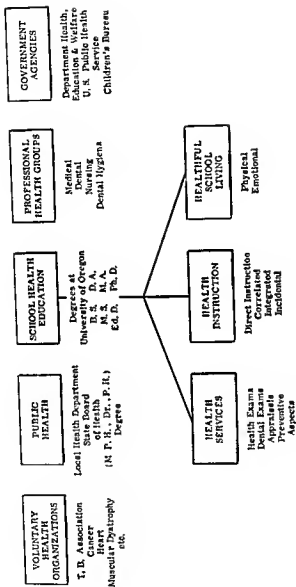 VOLUNTARY
HEALTH
ORGANIZATIONS
T. B. Association
Cancer
Heart
Muscular Dystrophy
etc.
PUBLIC
HEALTH
Local Health Department
State Board
of Health
(M P. H., Dr., P. H.)
Degree
SCHOOL HEALTH
EDUCATION
Degrees at
University of Oregon
B. S. D. A.
M. S. M. A.
Ed. D. Ph. D.
PROFESSIONAL
HEALTH GROUPS
Medical
Dental
Nursing
Dental Hygiene
GOVERNMENT
AGENCIES
Department Health,
Education & Welfare
U. S. Public Health
Service
Children's Bureau
HEALTH
SERVICES
Health Exams
Dental Exams
Appraisals
Preventive
Aspects
HEALTH
INSTRUCTION
Direct Instruction
Correlated
Integrated
Incidental
HEALTHFUL
SCHOOL
LIVING
Physical
Emotional